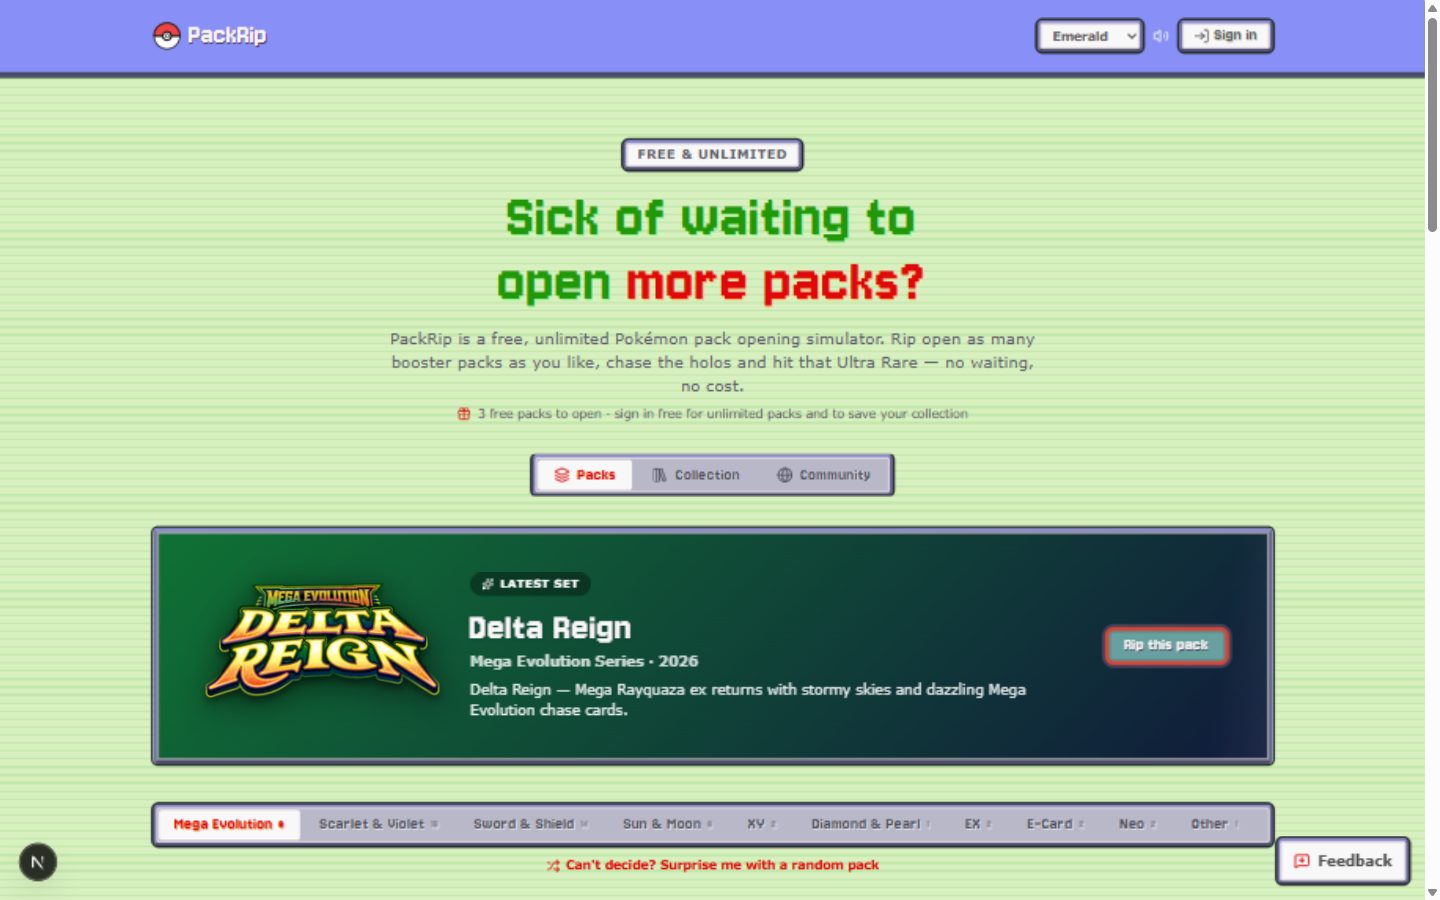 PackRip
Emerald
Sign in
FREE & UNLIMITED
Sick of waiting to
open more packs?
PackRip is a free, unlimited Pokémon pack opening simulator. Rip open as many
booster packs as you like, chase the holos and hit that Ultra Rare — no waiting,
no cost.
3 free packs to open - sign in free for unlimited packs and to save your collection
Packs
Collection
Community
MEGA EVOLUTION
DELTA
REIGN
LATEST SET
Delta Reign
Mega Evolution Series · 2026
Delta Reign — Mega Rayquaza ex returns with stormy skies and dazzling Mega
Evolution chase cards.
Rip this pack
Mega Evolution
Scarlet & Violet
Sword & Shield
Sun & Moon
XY
Diamond & Pearl
EX
E-Card
Neo
Other
Can't decide? Surprise me with a random pack
N
Feedback